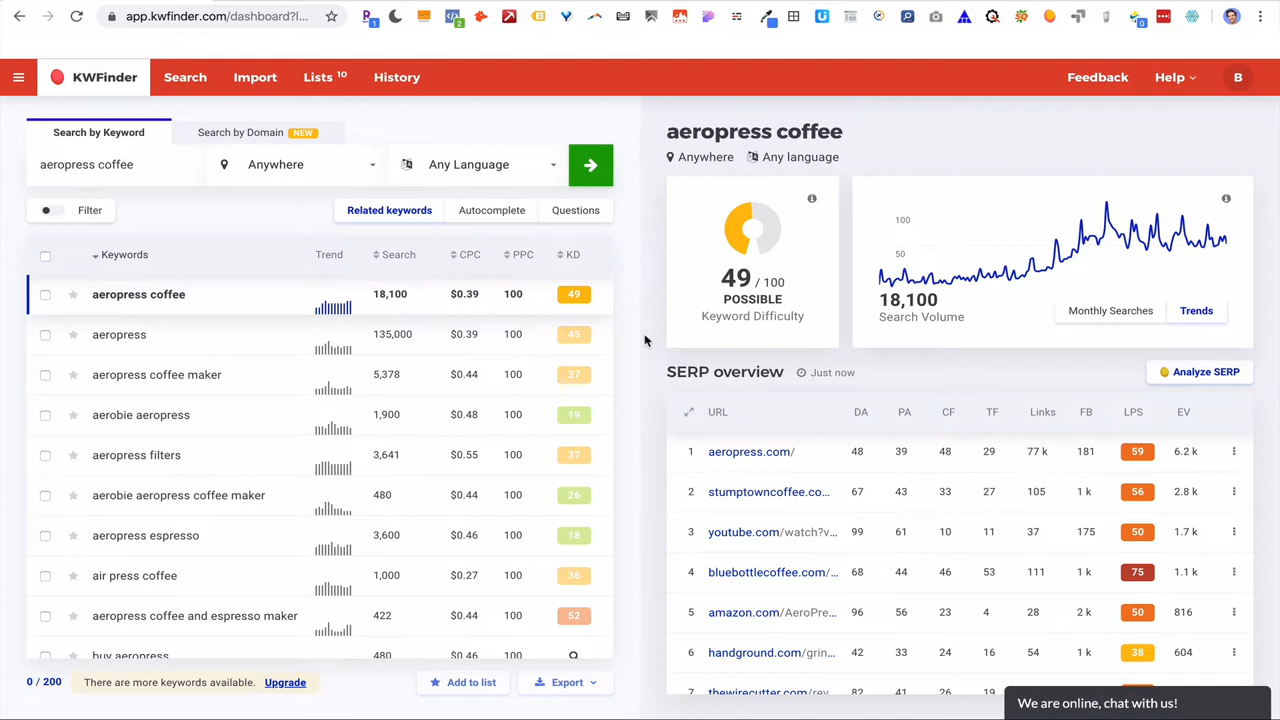 app.kwfinder.com/dashboard?l...
1
2
0
KWFinder
Search
Import
Lists 10
History
Feedback
Help
B
Search by Keyword
Search by Domain NEW
aeropress coffee
Anywhere
Any Language
Filter
Related keywords
Autocomplete
Questions
Keywords Trend Search CPC PPC KD
aeropress coffee 18,100 $0.39 100 49
aeropress 135,000 $0.39 100 45
aeropress coffee maker 5,378 $0.44 100 37
aerobie aeropress 1,900 $0.48 100 19
aeropress filters 3,641 $0.55 100 37
aerobie aeropress coffee maker 480 $0.44 100 26
aeropress espresso 3,600 $0.46 100 18
air press coffee 1,000 $0.27 100 36
aeropress coffee and espresso maker 422 $0.44 100 52
buy aeropress 480 $0.46 100
0 / 200
There are more keywords available. Upgrade
Add to list
Export
aeropress coffee
Anywhere Any language
49 / 100
POSSIBLE
Keyword Difficulty
100
50
18,100
Search Volume
Monthly Searches
Trends
SERP overview
Just now
Analyze SERP
URL DA PA CF TF Links FB LPS EV
1 aeropress.com/ 48 39 48 29 77 k 181 59 6.2 k
2 stumptowncoffee.co... 67 43 33 27 105 1 k 56 2.8 k
3 youtube.com/watch?v... 99 61 10 11 37 175 50 1.7 k
4 bluebottlecoffee.com/... 68 44 46 53 111 1 k 75 1.1 k
5 amazon.com/AeroPre... 96 56 23 4 28 2 k 50 816
6 handground.com/grin... 42 33 24 16 54 1 k 38 604
7 thewirecutter.com/rev... 82 41 26 19
We are online, chat with us!